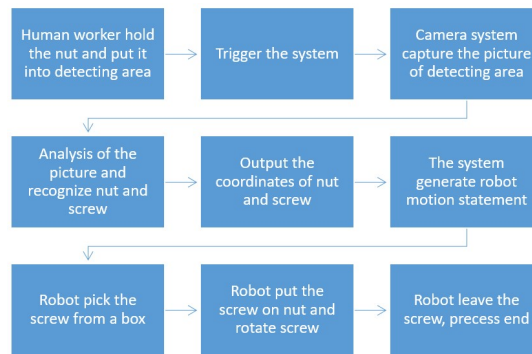 Human worker hold
the nut and put it
into detecting area
Trigger the system
Camera system
capture the picture
of detecting area
Analysis of the
picture and
recognize nut and
screw
Output the
coordinates of nut
and screw
The system
generate robot
motion statement
Robot pick the
screw from a box
Robot put the
screw on nut and
rotate screw
Robot leave the
screw, precess end